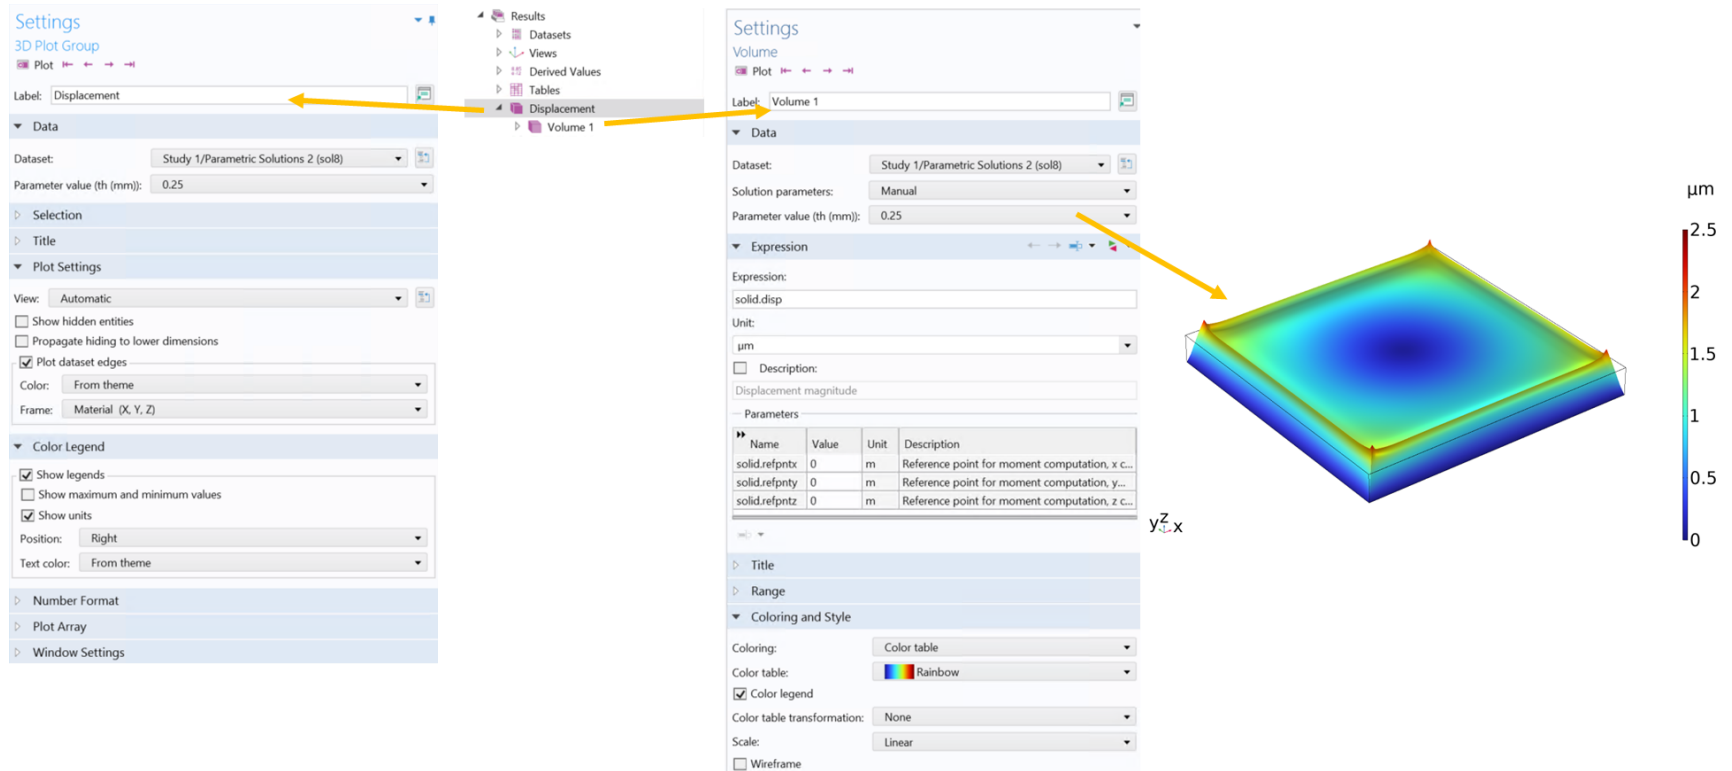 Settings
3D Plot Group
Plot
Label: Displacement
Data
Dataset: Study 1/Parametric Solutions 2 (sol8)
Parameter value (th (mm)): 0.25
Selection
Title
Plot Settings
View: Automatic
Show hidden entities
Propagate hiding to lower dimensions
Plot dataset edges
Color: From theme
Frame: Material (X, Y, Z)
Color Legend
Show legends
Show maximum and minimum values
Show units
Position: Right
Text color: From theme
Number Format
Plot Array
Window Settings
Results
Datasets
Views
Derived Values
Tables
Displacement
Volume 1
Settings
Volume
Plot
Label: Volume 1
Data
Dataset: Study 1/Parametric Solutions 2 (sol8)
Solution parameters: Manual
Parameter value (th (mm)): 0.25
Expression
Expression:
solid.disp
Unit:
µm
Description:
Displacement magnitude
Parameters
Name Value Unit Description
solid.refpntx 0 m Reference point for moment computation, x c...
solid.refpnty 0 m Reference point for moment computation, y...
solid.refpntz 0 m Reference point for moment computation, z c...
Title
Range
Coloring and Style
Coloring: Color table
Color table: Rainbow
Color legend
Color table transformation: None
Scale: Linear
Wireframe
µm
2.5
2
1.5
1
0.5
0
y z x